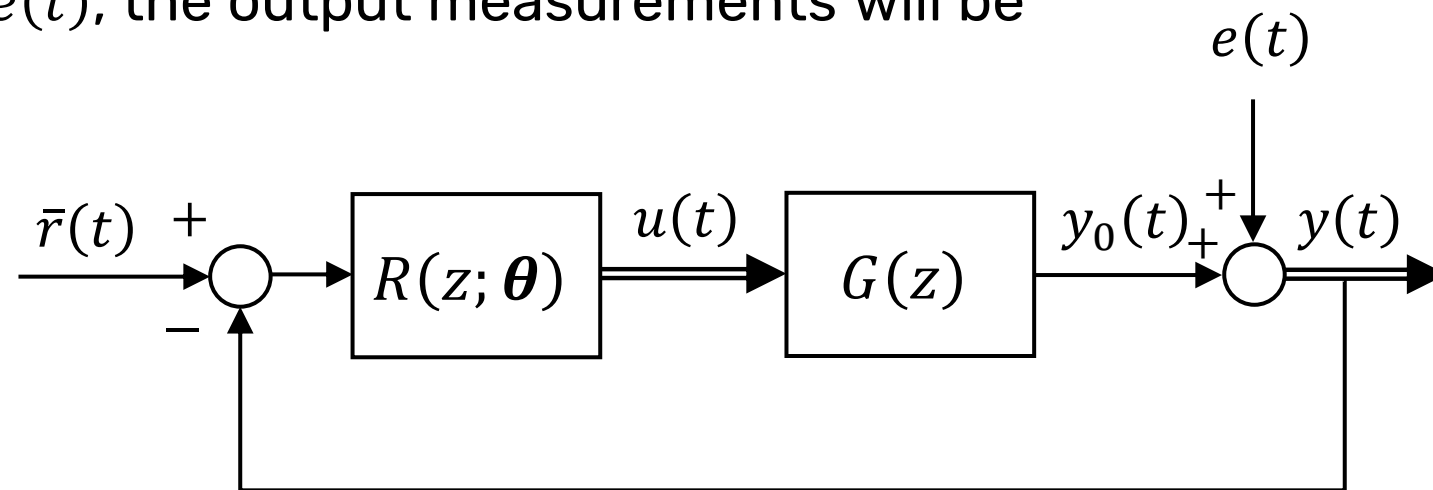 e(t), the output measurements will be
e(t)
r̄(t) + u(t) y₀(t) + + y(t)
R(z; θ) G(z)
−